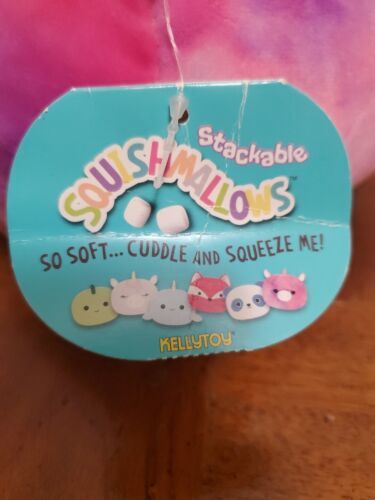 Stackable
SQUISHMALLOWS™
SO SOFT... CUDDLE AND SQUEEZE ME!
KELLYTOY®